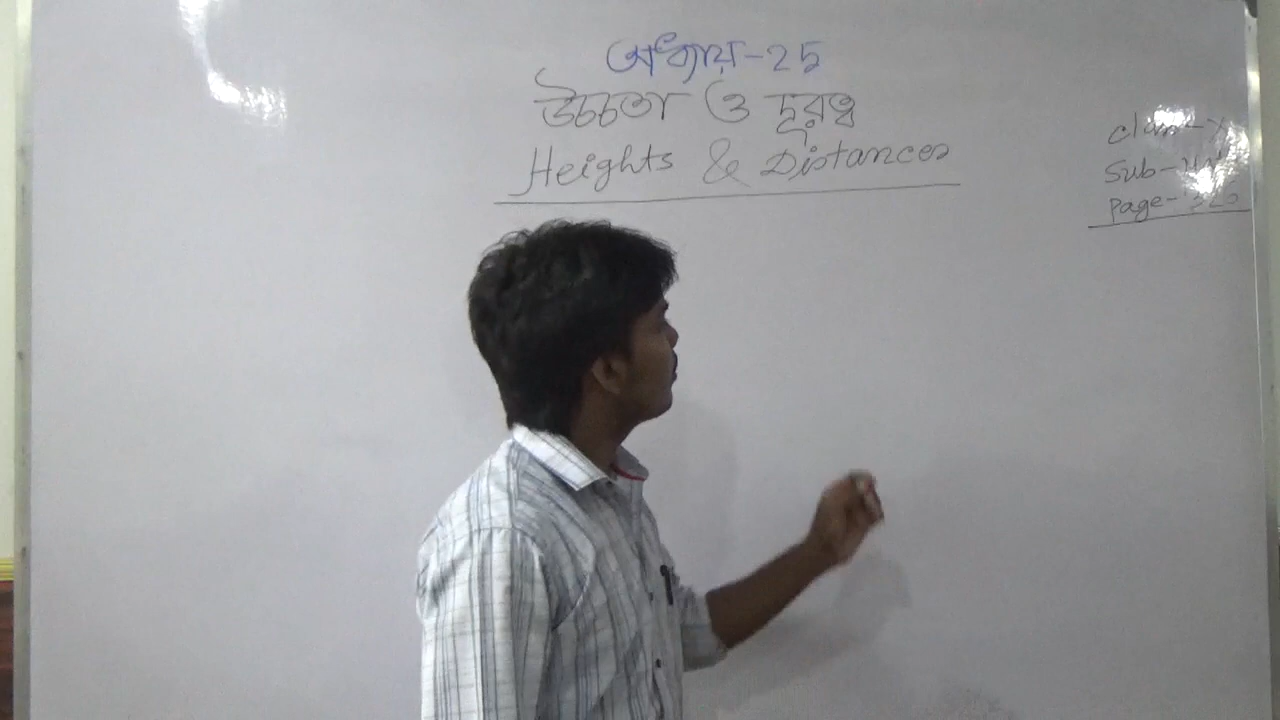 অধ্যায়-25
উচ্চতা ও দূরত্ব
Heights & Distances
class-X
Sub-
Page-